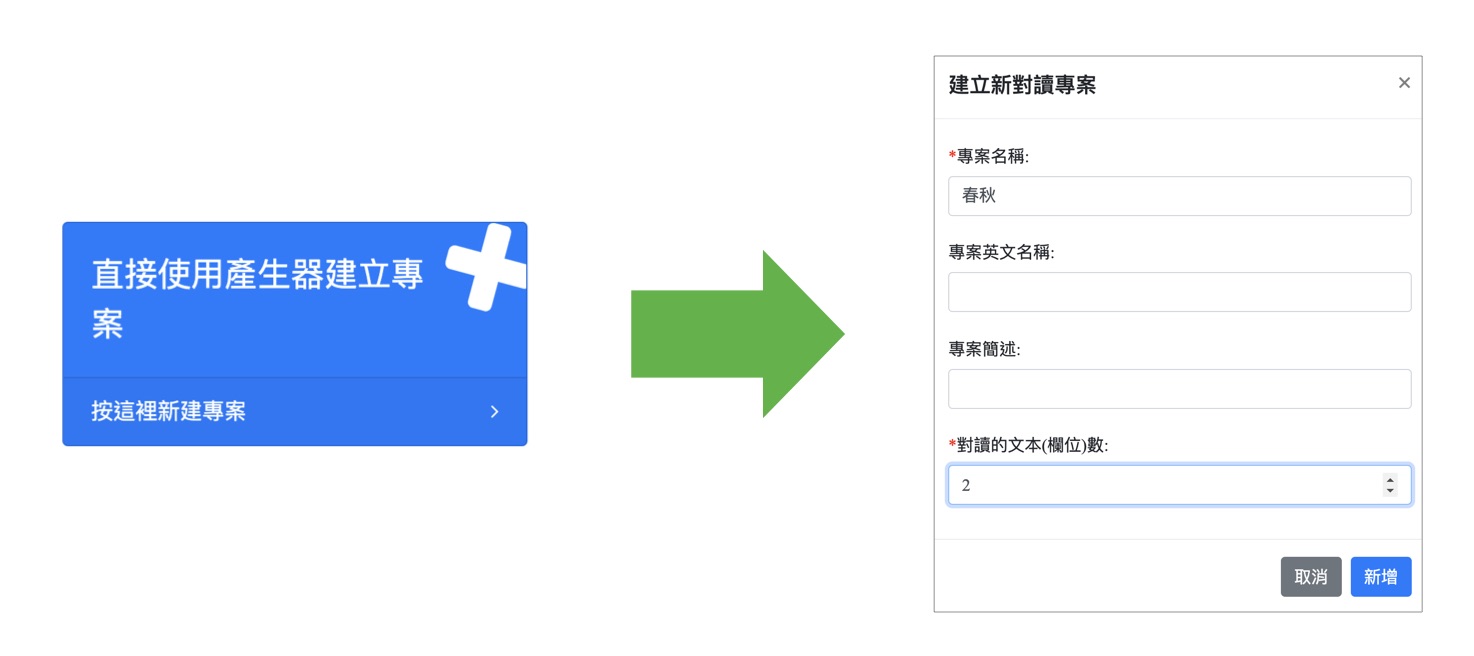 直接使用產生器建立專
案
按這裡新建專案
建立新對讀專案
*專案名稱:
春秋
專案英文名稱:
專案簡述:
*對讀的文本(欄位)數:
2
取消
新增